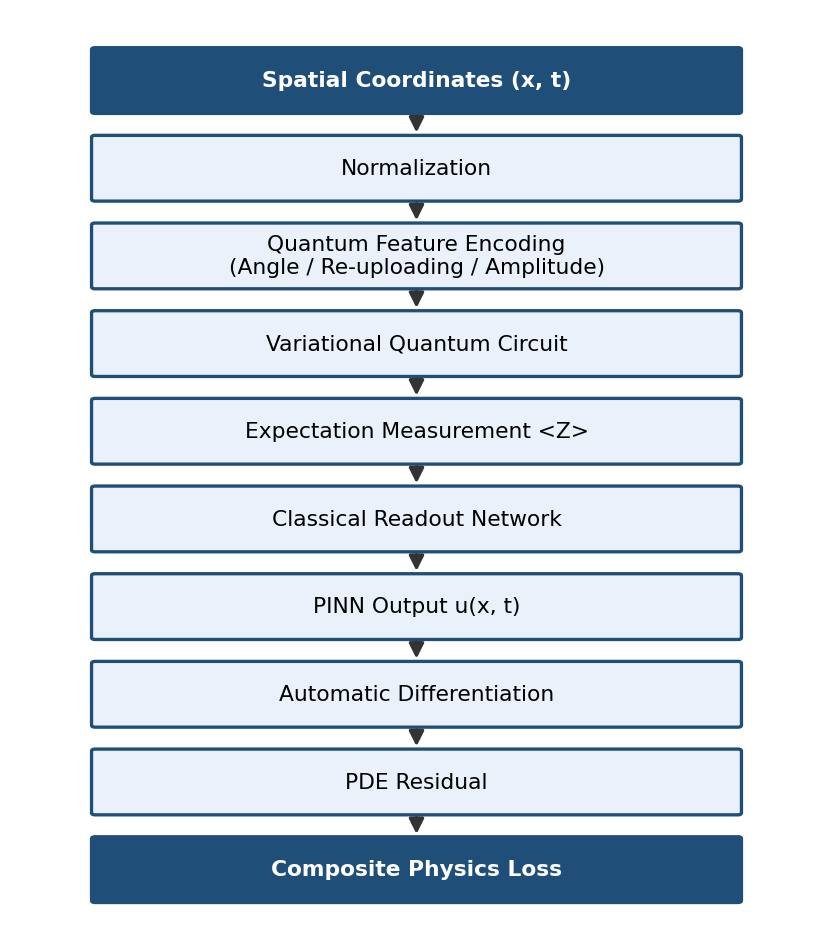 Spatial Coordinates (x, t)
Normalization
Quantum Feature Encoding
(Angle / Re-uploading / Amplitude)
Variational Quantum Circuit
Expectation Measurement <Z>
Classical Readout Network
PINN Output u(x, t)
Automatic Differentiation
PDE Residual
Composite Physics Loss